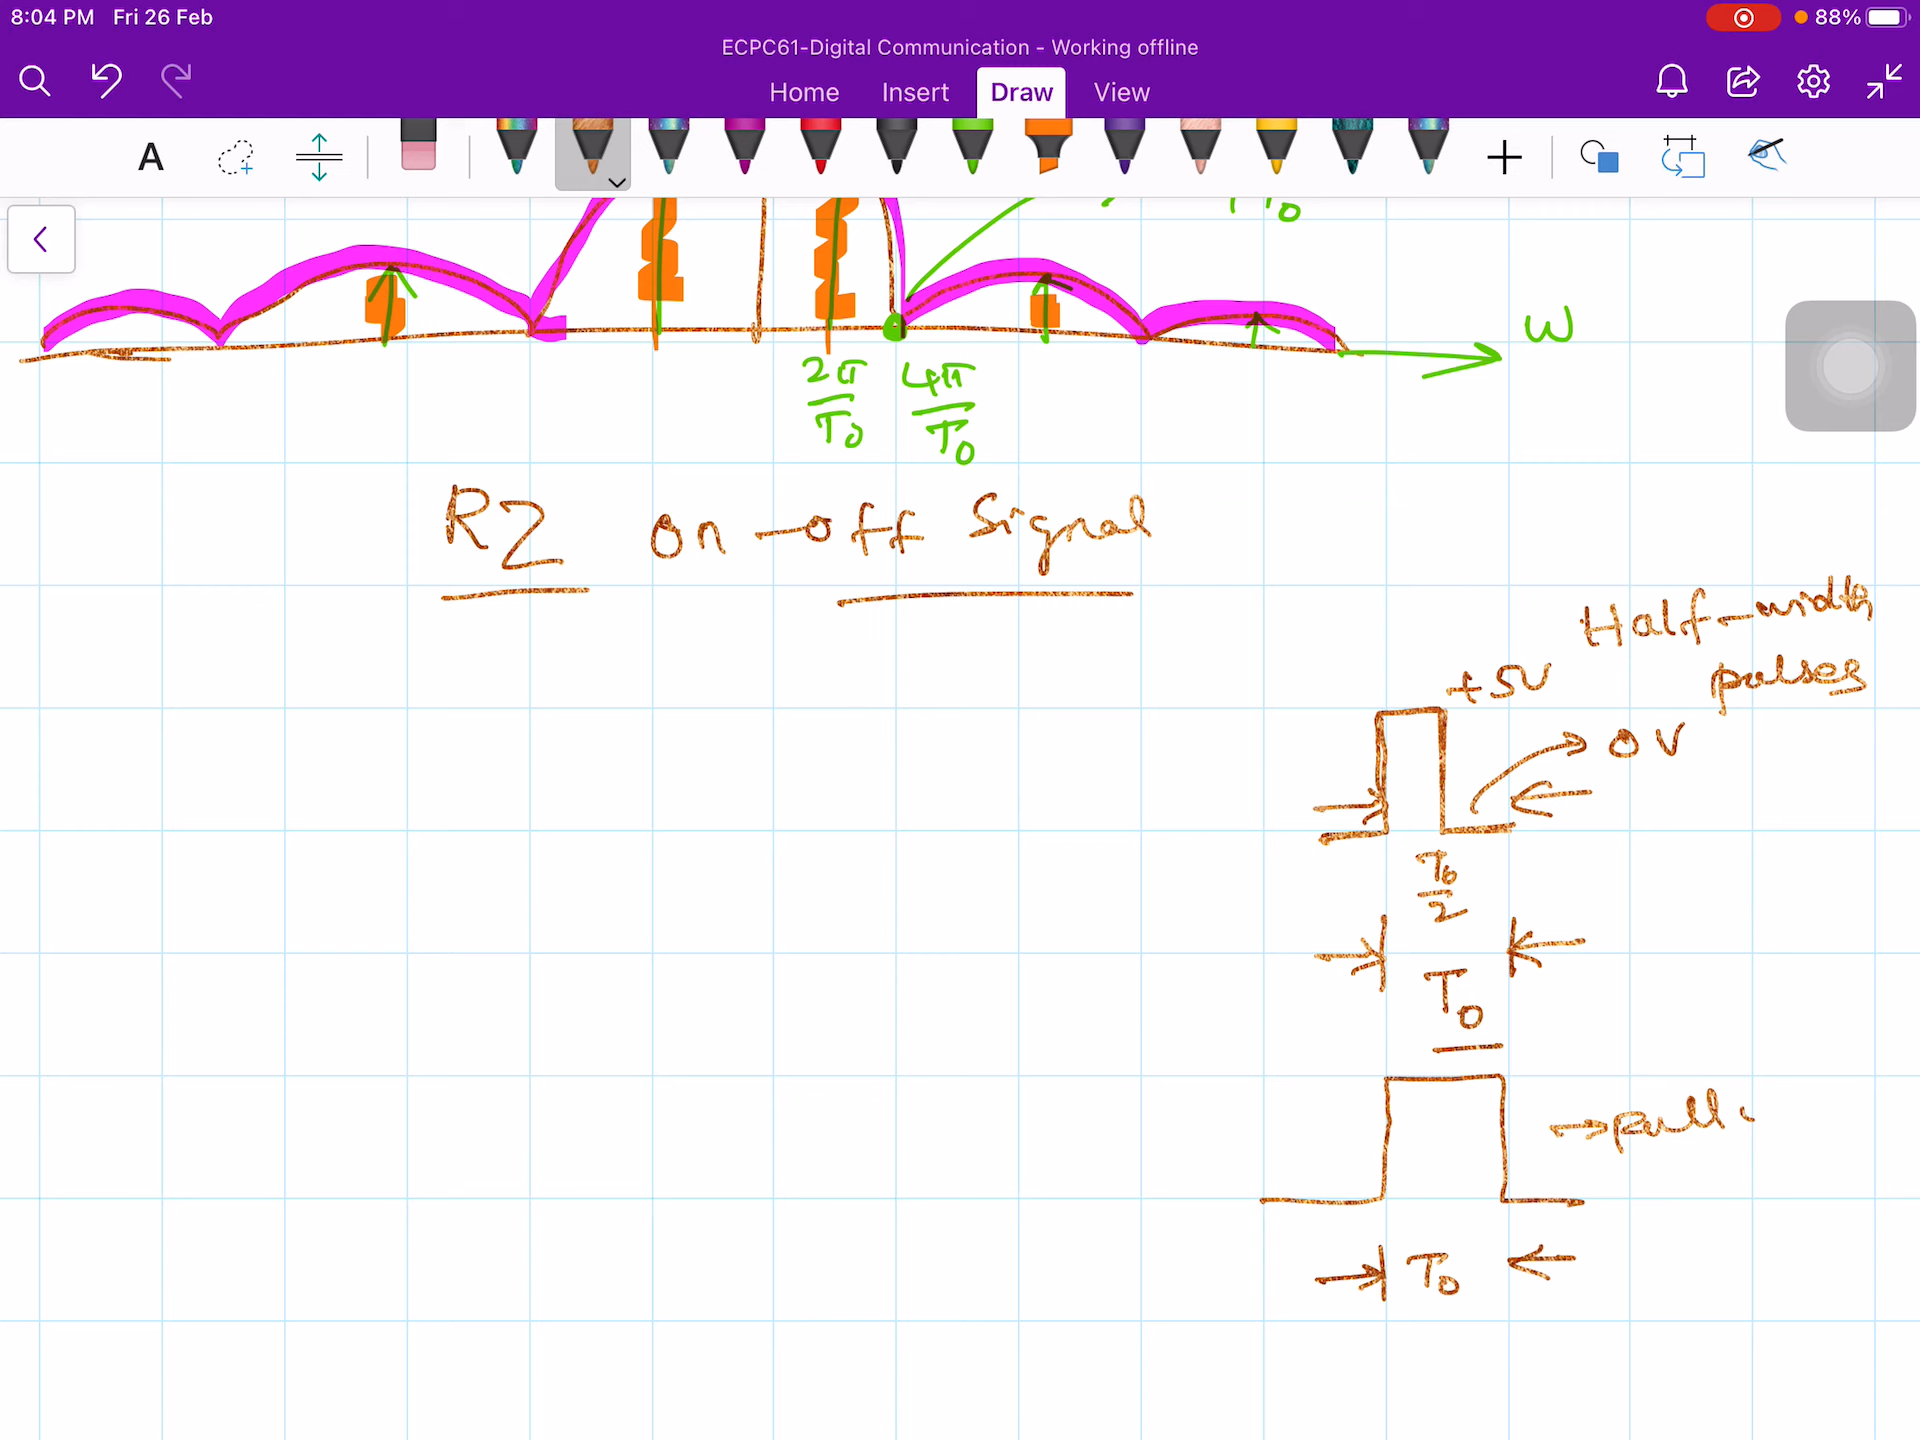 8:04 PM Fri 26 Feb
88%
ECPC61-Digital Communication - Working offline
Home Insert Draw View
A
T0
ω
2π/T0 4π/T0
RZ on-off Signal
Half-width
pulses
+5V
0V
T0/2
T0
→Full
T0